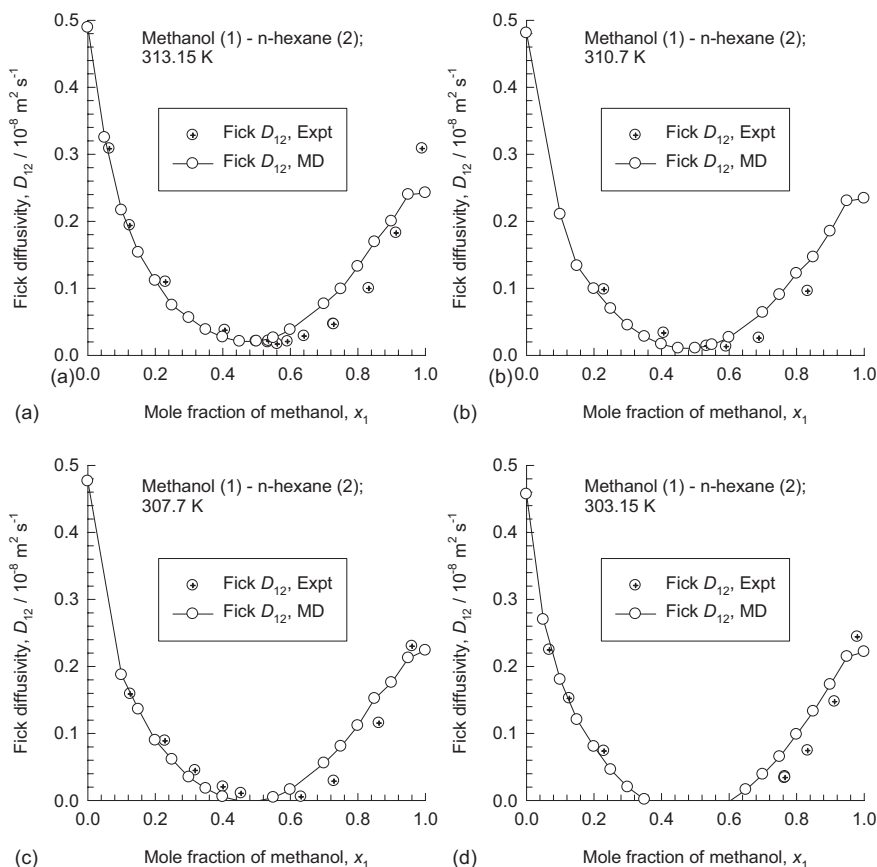 0.5
0.4
0.3
0.2
0.1
0.0
Fick diffusivity, D12 / 10-8 m2 s-1
Methanol (1) - n-hexane (2);
313.15 K
Fick D12, Expt
Fick D12, MD
0.0 0.2 0.4 0.6 0.8 1.0
(a)
Mole fraction of methanol, x1
(a)
0.5
0.4
0.3
0.2
0.1
0.0
Fick diffusivity, D12 / 10-8 m2 s-1
Methanol (1) - n-hexane (2);
310.7 K
Fick D12, Expt
Fick D12, MD
0.0 0.2 0.4 0.6 0.8 1.0
(b)
Mole fraction of methanol, x1
(b)
0.5
0.4
0.3
0.2
0.1
0.0
Fick diffusivity, D12 / 10-8 m2 s-1
Methanol (1) - n-hexane (2);
307.7 K
Fick D12, Expt
Fick D12, MD
0.0 0.2 0.4 0.6 0.8 1.0
Mole fraction of methanol, x1
(c)
0.5
0.4
0.3
0.2
0.1
0.0
Fick diffusivity, D12 / 10-8 m2 s-1
Methanol (1) - n-hexane (2);
303.15 K
Fick D12, Expt
Fick D12, MD
0.0 0.2 0.4 0.6 0.8 1.0
Mole fraction of methanol, x1
(d)